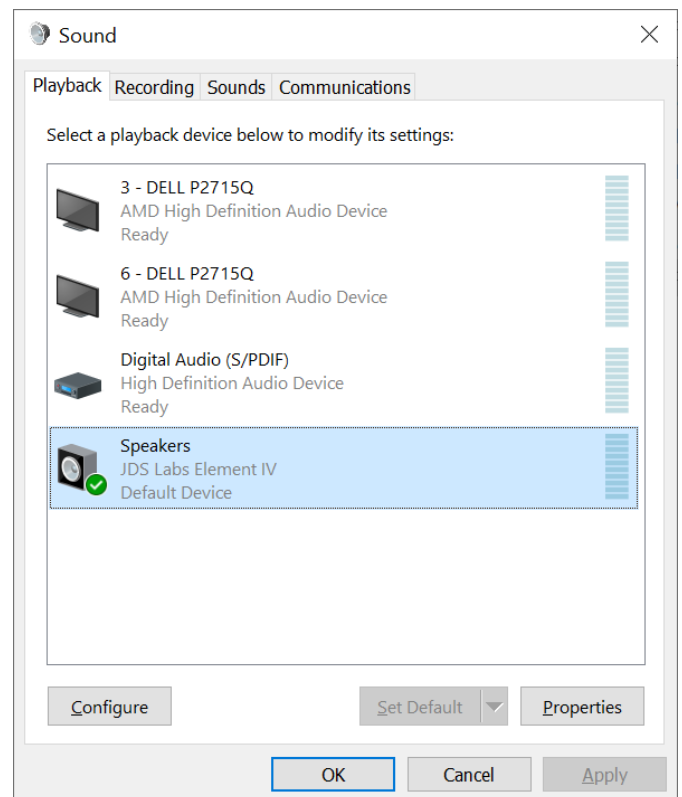 Sound
Playback Recording Sounds Communications
Select a playback device below to modify its settings:
3 - DELL P2715Q
AMD High Definition Audio Device
Ready
6 - DELL P2715Q
AMD High Definition Audio Device
Ready
Digital Audio (S/PDIF)
High Definition Audio Device
Ready
Speakers
JDS Labs Element IV
Default Device
Configure Set Default Properties
OK Cancel Apply